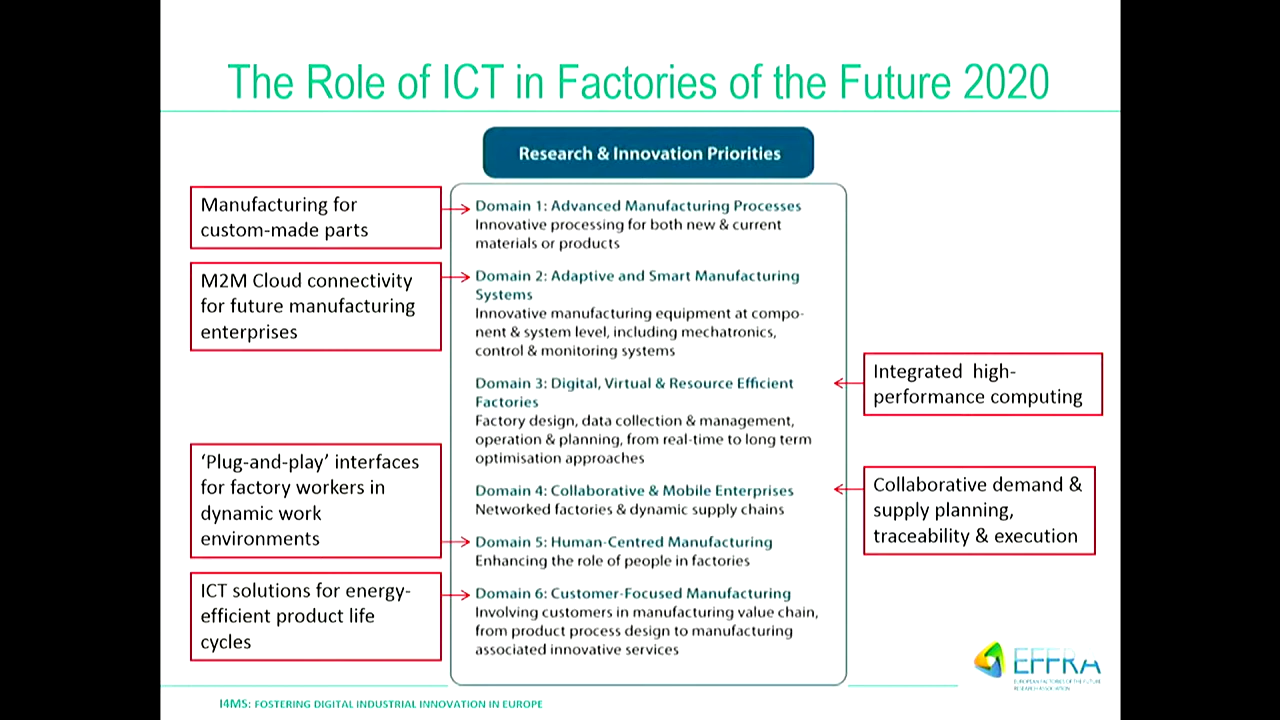 The Role of ICT in Factories of the Future 2020
Research & Innovation Priorities
Manufacturing for
custom-made parts
M2M Cloud connectivity
for future manufacturing
enterprises
‘Plug-and-play’ interfaces
for factory workers in
dynamic work
environments
ICT solutions for energy-
efficient product life
cycles
Domain 1: Advanced Manufacturing Processes
Innovative processing for both new & current
materials or products
Domain 2: Adaptive and Smart Manufacturing
Systems
Innovative manufacturing equipment at compo-
nent & system level, including mechatronics,
control & monitoring systems
Domain 3: Digital, Virtual & Resource Efficient
Factories
Factory design, data collection & management,
operation & planning, from real-time to long term
optimisation approaches
Domain 4: Collaborative & Mobile Enterprises
Networked factories & dynamic supply chains
Domain 5: Human-Centred Manufacturing
Enhancing the role of people in factories
Domain 6: Customer-Focused Manufacturing
Involving customers in manufacturing value chain,
from product process design to manufacturing
associated innovative services
Integrated high-
performance computing
Collaborative demand &
supply planning,
traceability & execution
EFFRA
EUROPEAN FACTORIES OF THE FUTURE
RESEARCH ASSOCIATION
I4MS: FOSTERING DIGITAL INDUSTRIAL INNOVATION IN EUROPE